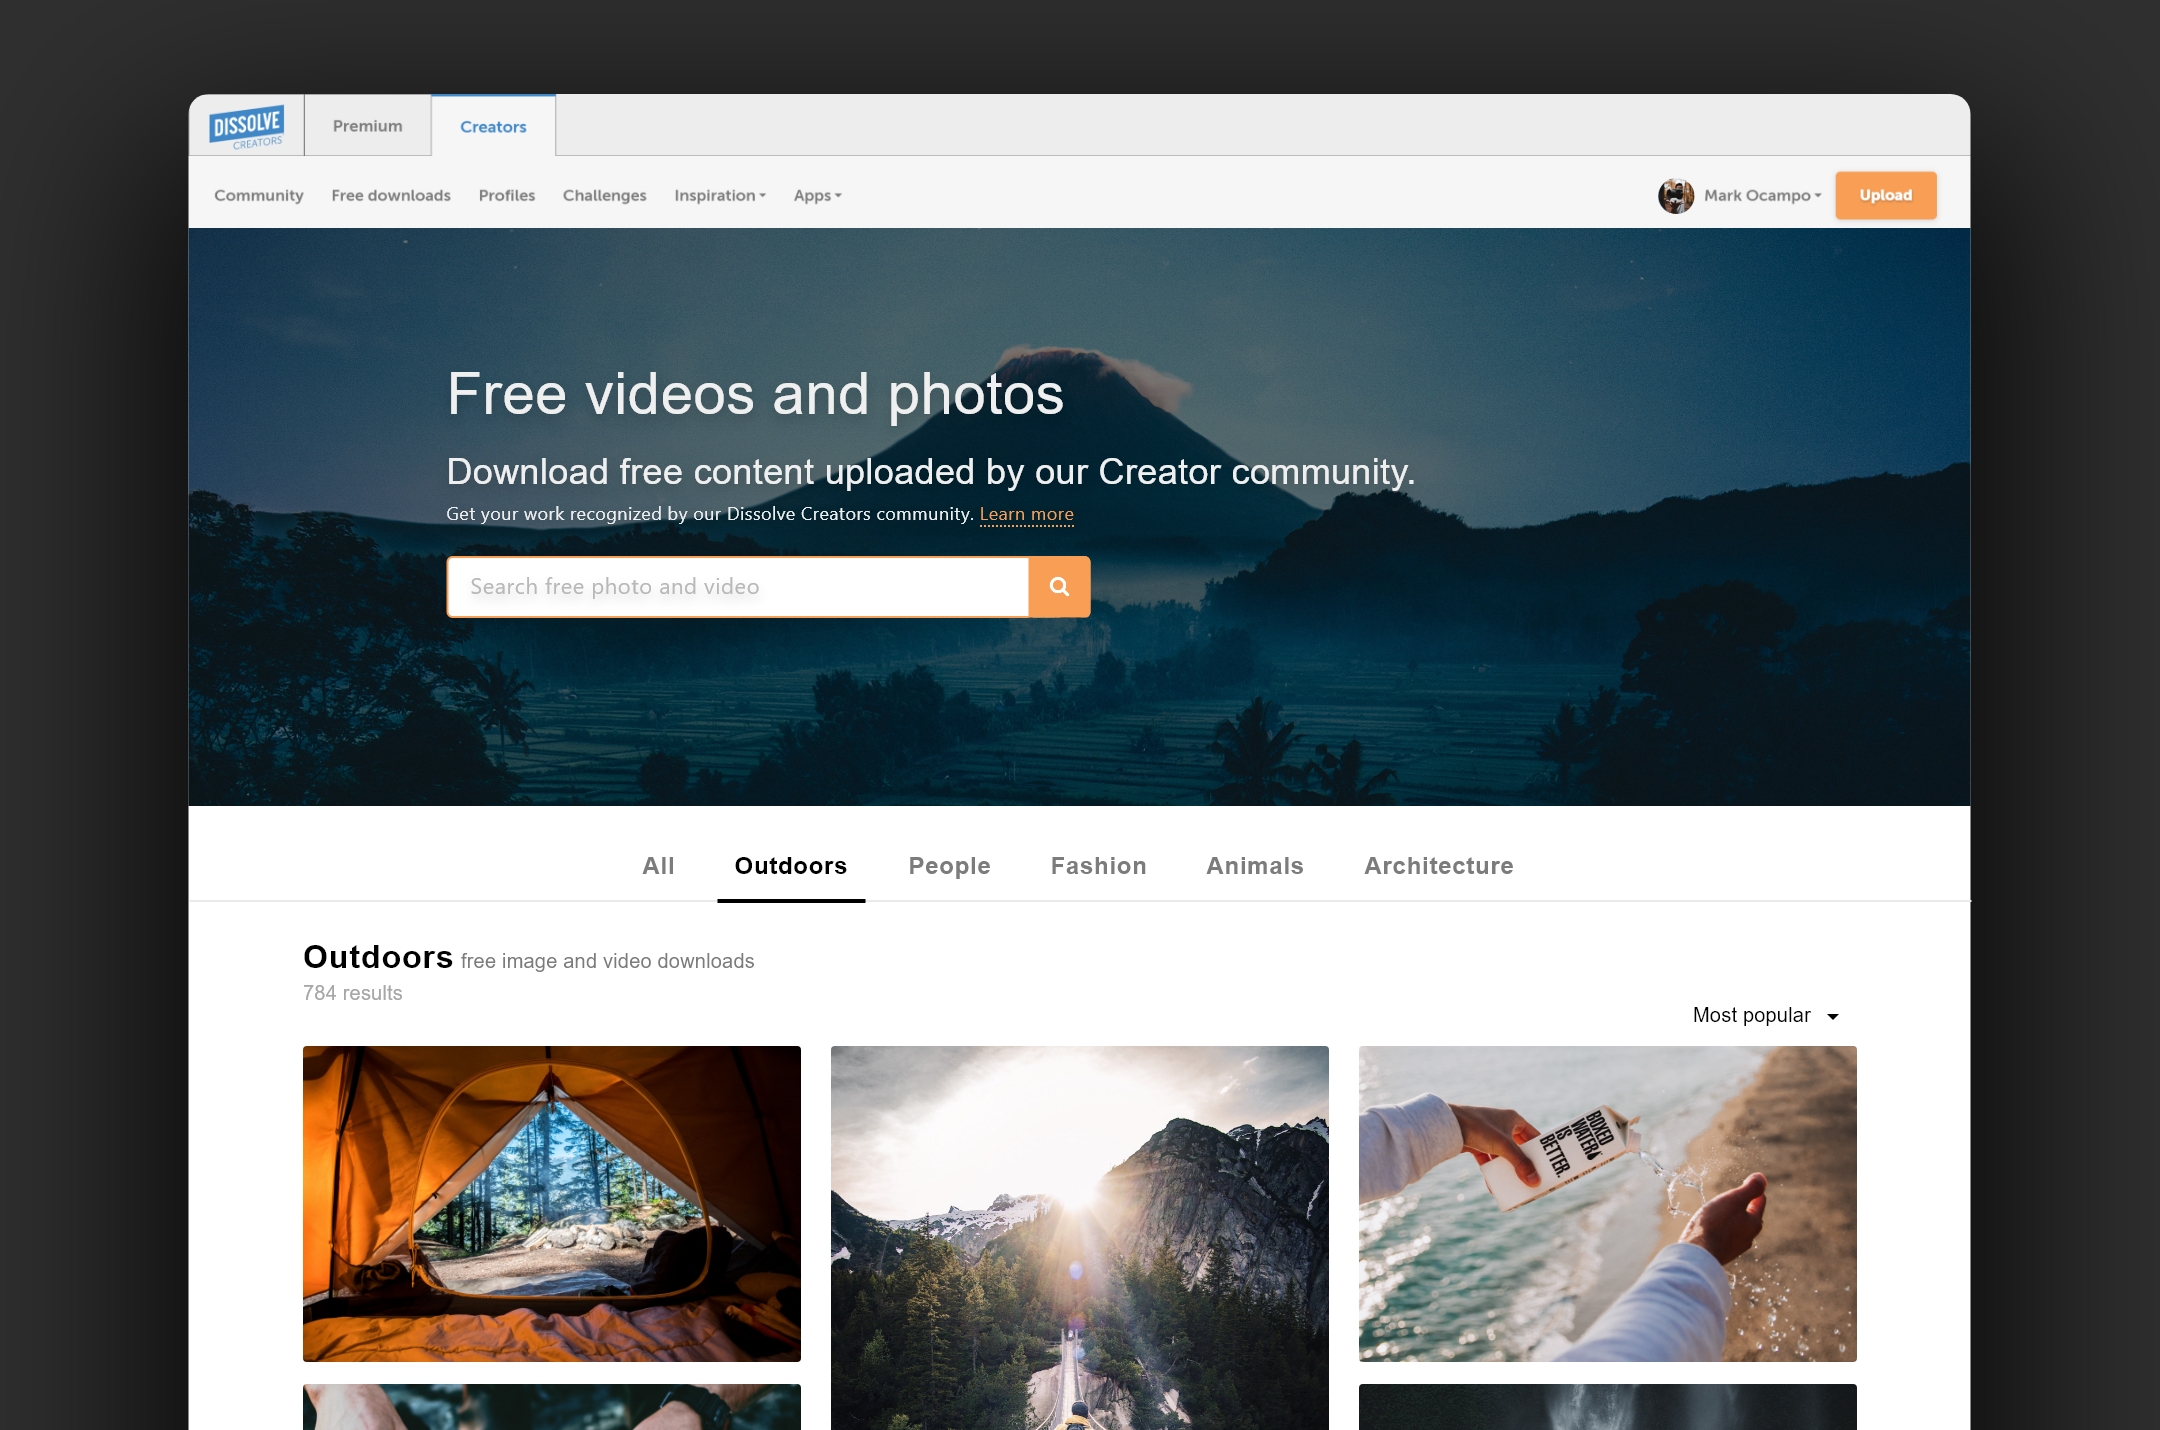 DISSOLVE
CREATORS
Premium
Creators
Community
Free downloads
Profiles
Challenges
Inspiration
Apps
Mark Ocampo
Upload
Free videos and photos
Download free content uploaded by our Creator community.
Get your work recognized by our Dissolve Creators community. Learn more
Search free photo and video
All
Outdoors
People
Fashion
Animals
Architecture
Outdoors free image and video downloads
784 results
Most popular
BOXED
WATER
IS
BETTER.